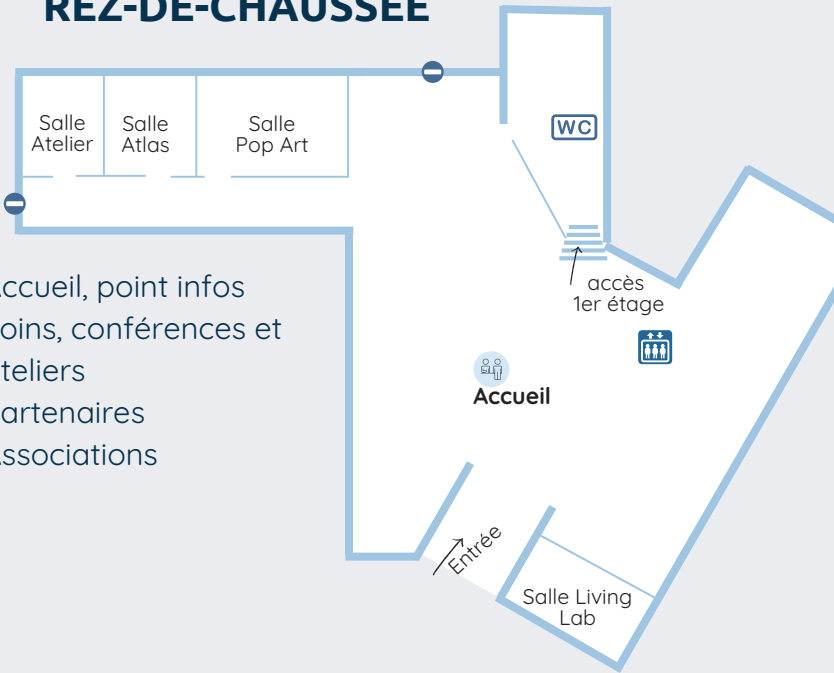 REZ-DE-CHAUSSÉE
Salle
Atelier
Salle
Atlas
Salle
Pop Art
WC
accès
1er étage
ccueil, point infos
oins, conférences et
teliers
artenaires
ssociations
Accueil
Entrée
Salle Living
Lab